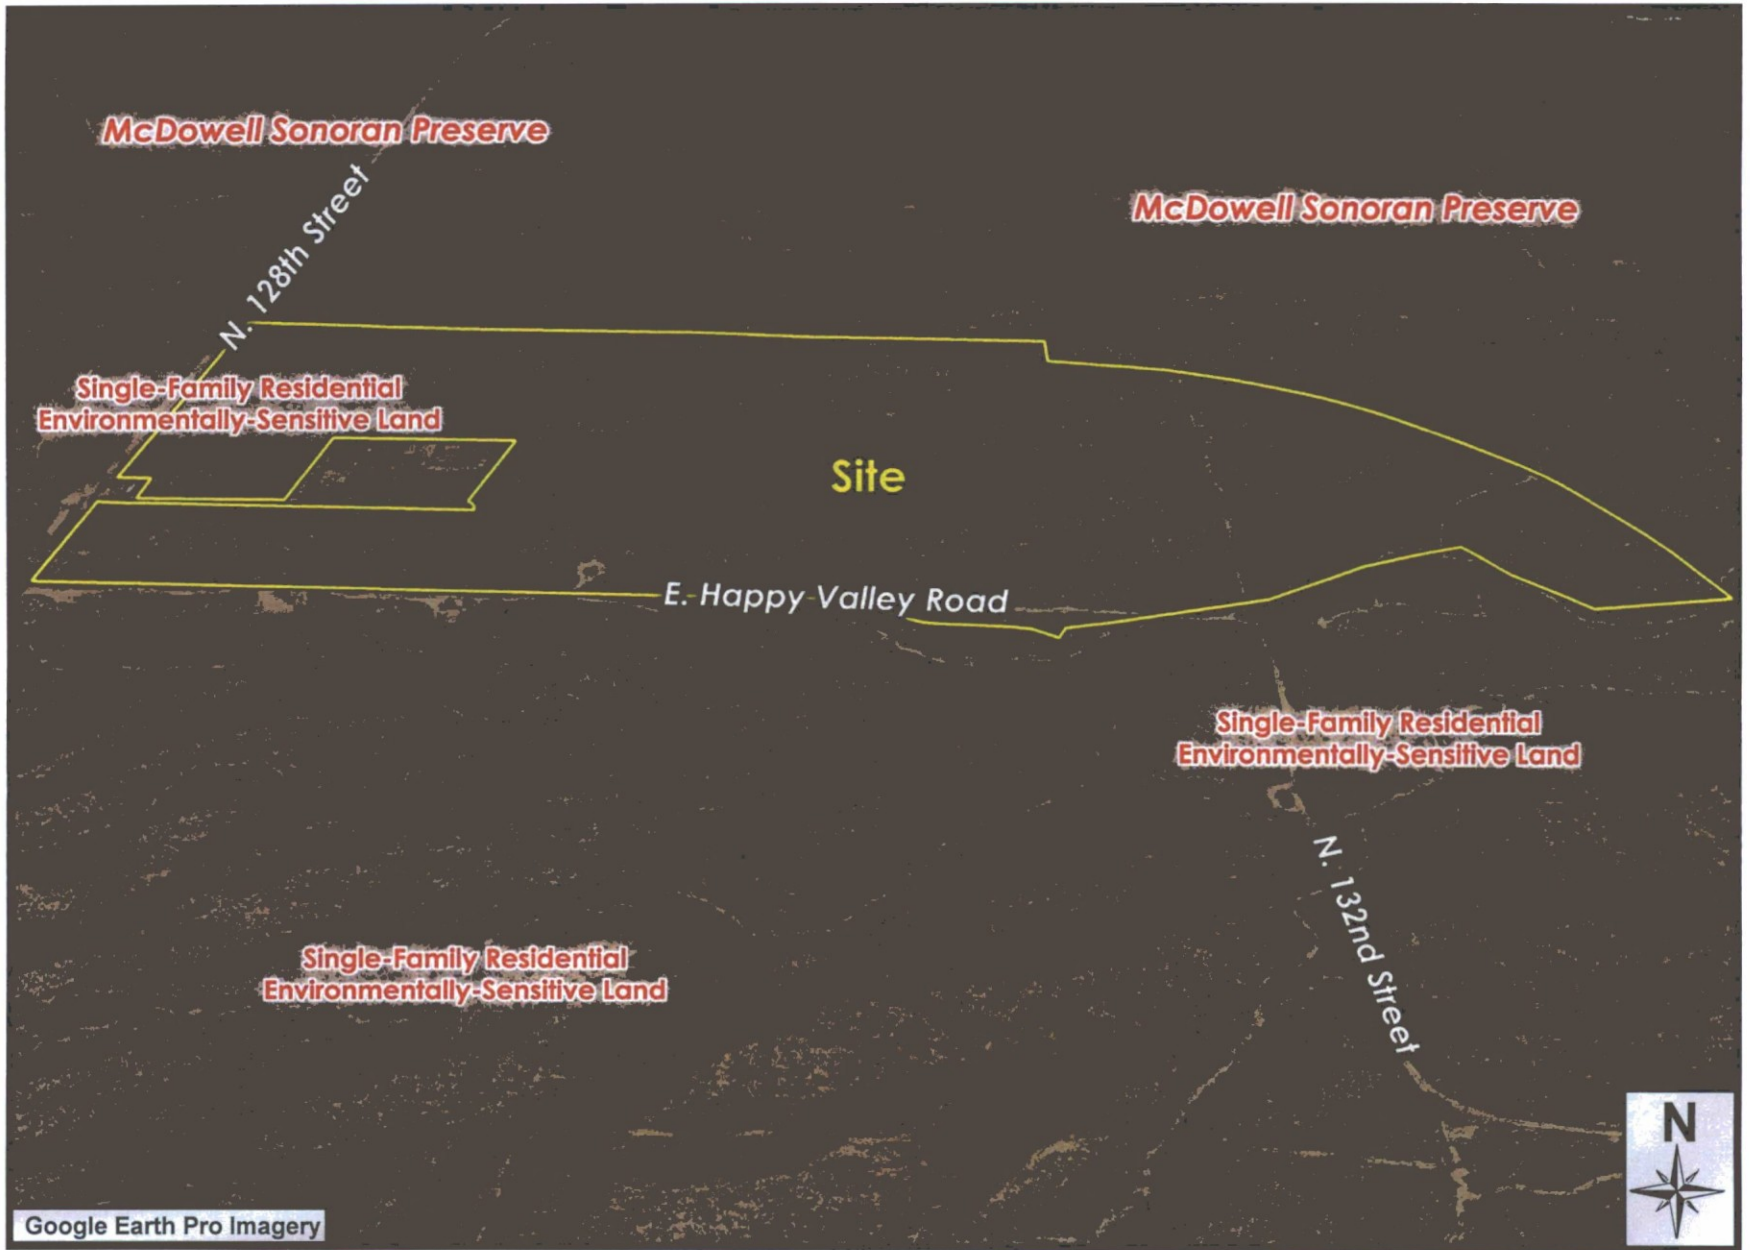 McDowell Sonoran Preserve
McDowell Sonoran Preserve
N. 128th Street
Single-Family Residential
Environmentally-Sensitive Land
Site
E. Happy Valley Road
Single-Family Residential
Environmentally-Sensitive Land
N. 132nd Street
Single-Family Residential
Environmentally-Sensitive Land
N
Google Earth Pro Imagery